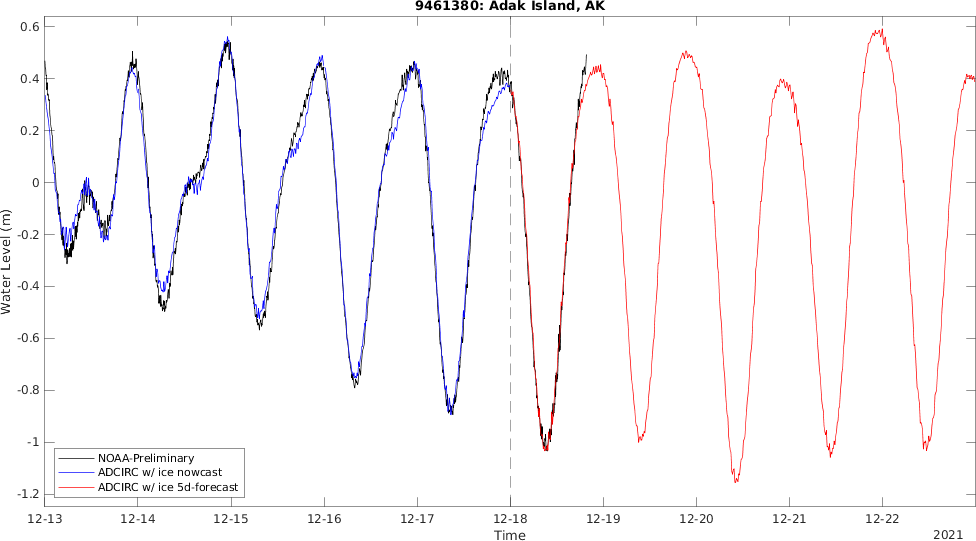 9461380: Adak Island, AK
Water Level (m)
0.6
0.4
0.2
0
-0.2
-0.4
-0.6
-0.8
-1
-1.2
NOAA-Preliminary
ADCIRC w/ ice nowcast
ADCIRC w/ ice 5d-forecast
12-13 12-14 12-15 12-16 12-17 12-18 12-19 12-20 12-21 12-22
Time
2021